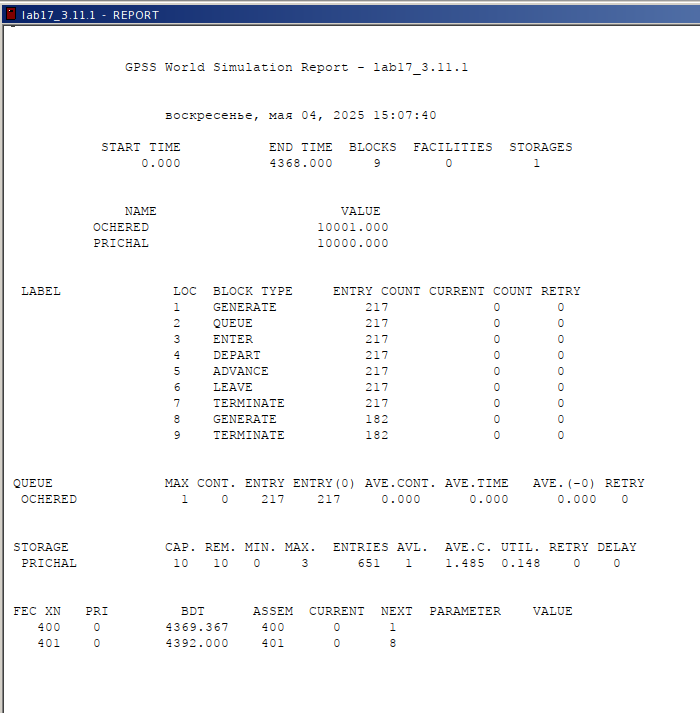 lab17_3.11.1 - REPORT
GPSS World Simulation Report - lab17_3.11.1
воскресенье, мая 04, 2025 15:07:40
START TIME END TIME BLOCKS FACILITIES STORAGES
0.000 4368.000 9 0 1
NAME VALUE
OCHERED 10001.000
PRICHAL 10000.000
LABEL LOC BLOCK TYPE ENTRY COUNT CURRENT COUNT RETRY
1 GENERATE 217 0 0
2 QUEUE 217 0 0
3 ENTER 217 0 0
4 DEPART 217 0 0
5 ADVANCE 217 0 0
6 LEAVE 217 0 0
7 TERMINATE 217 0 0
8 GENERATE 182 0 0
9 TERMINATE 182 0 0
QUEUE MAX CONT. ENTRY ENTRY(0) AVE.CONT. AVE.TIME AVE.(-0) RETRY
OCHERED 1 0 217 217 0.000 0.000 0.000 0
STORAGE CAP. REM. MIN. MAX. ENTRIES AVL. AVE.C. UTIL. RETRY DELAY
PRICHAL 10 10 0 3 651 1 1.485 0.148 0 0
FEC XN PRI BDT ASSEM CURRENT NEXT PARAMETER VALUE
400 0 4369.367 400 0 1
401 0 4392.000 401 0 8